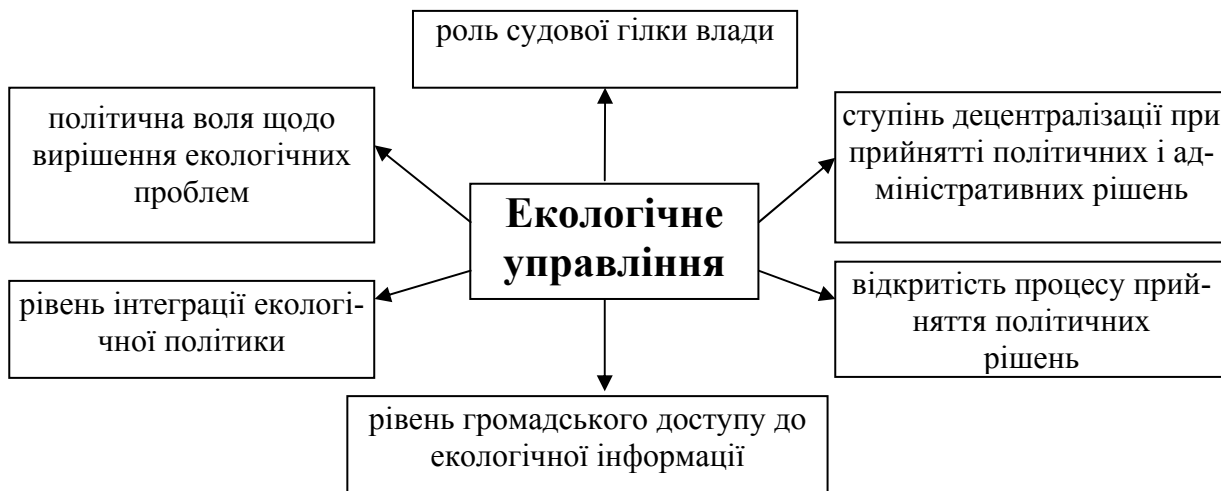 роль судової гілки влади
політична воля щодо
вирішення екологічних
проблем
ступінь децентралізації при
прийнятті політичних і ад-
міністративних рішень
Екологічне
управління
рівень інтеграції екологі-
чної політики
відкритість процесу прий-
няття політичних
рішень
рівень громадського доступу до
екологічної інформації